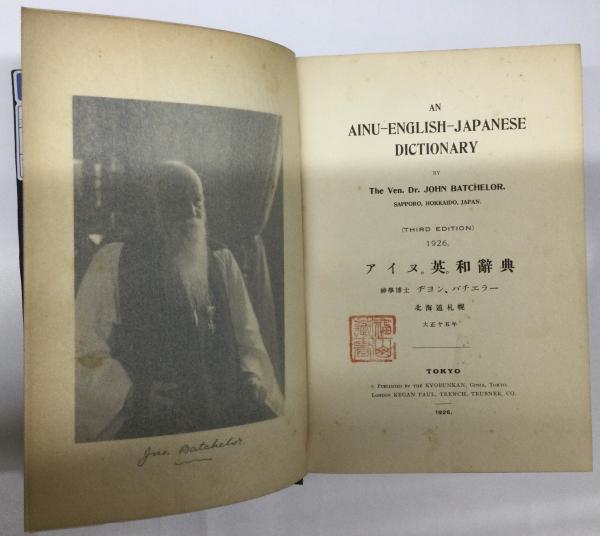 Jno. Batchelor.
AN
AINU-ENGLISH-JAPANESE
DICTIONARY
BY
The Ven. Dr. JOHN BATCHELOR.
SAPPORO, HOKKAIDO, JAPAN.
(THIRD EDITION)
1926.
アイヌ。英。和辭典
神學博士 ヂヨン、バチエラー
北海道札幌
大正十五年
TOKYO
PUBLISHED BY THE KYOBUNKAN, GINZA, TOKYO.
LONDON KEGAN PAUL, TRENCH, TRUBNER, CO.
1926.